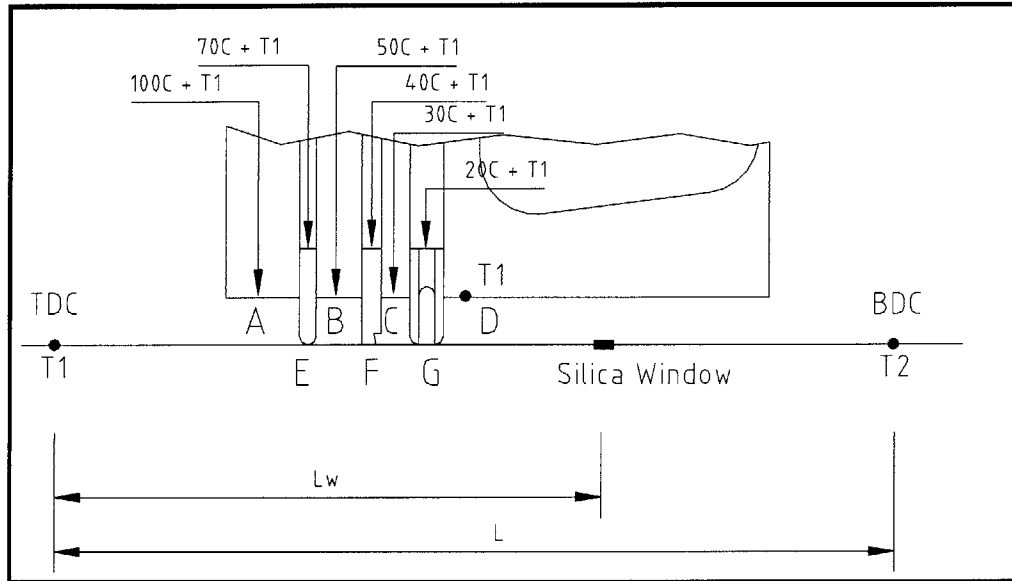 70C + T1
50C + T1
100C + T1
40C + T1
30C + T1
20C + T1
T1
TDC
A
B
C
D
BDC
T1
E
F
G
Silica Window
T2
Lw
L